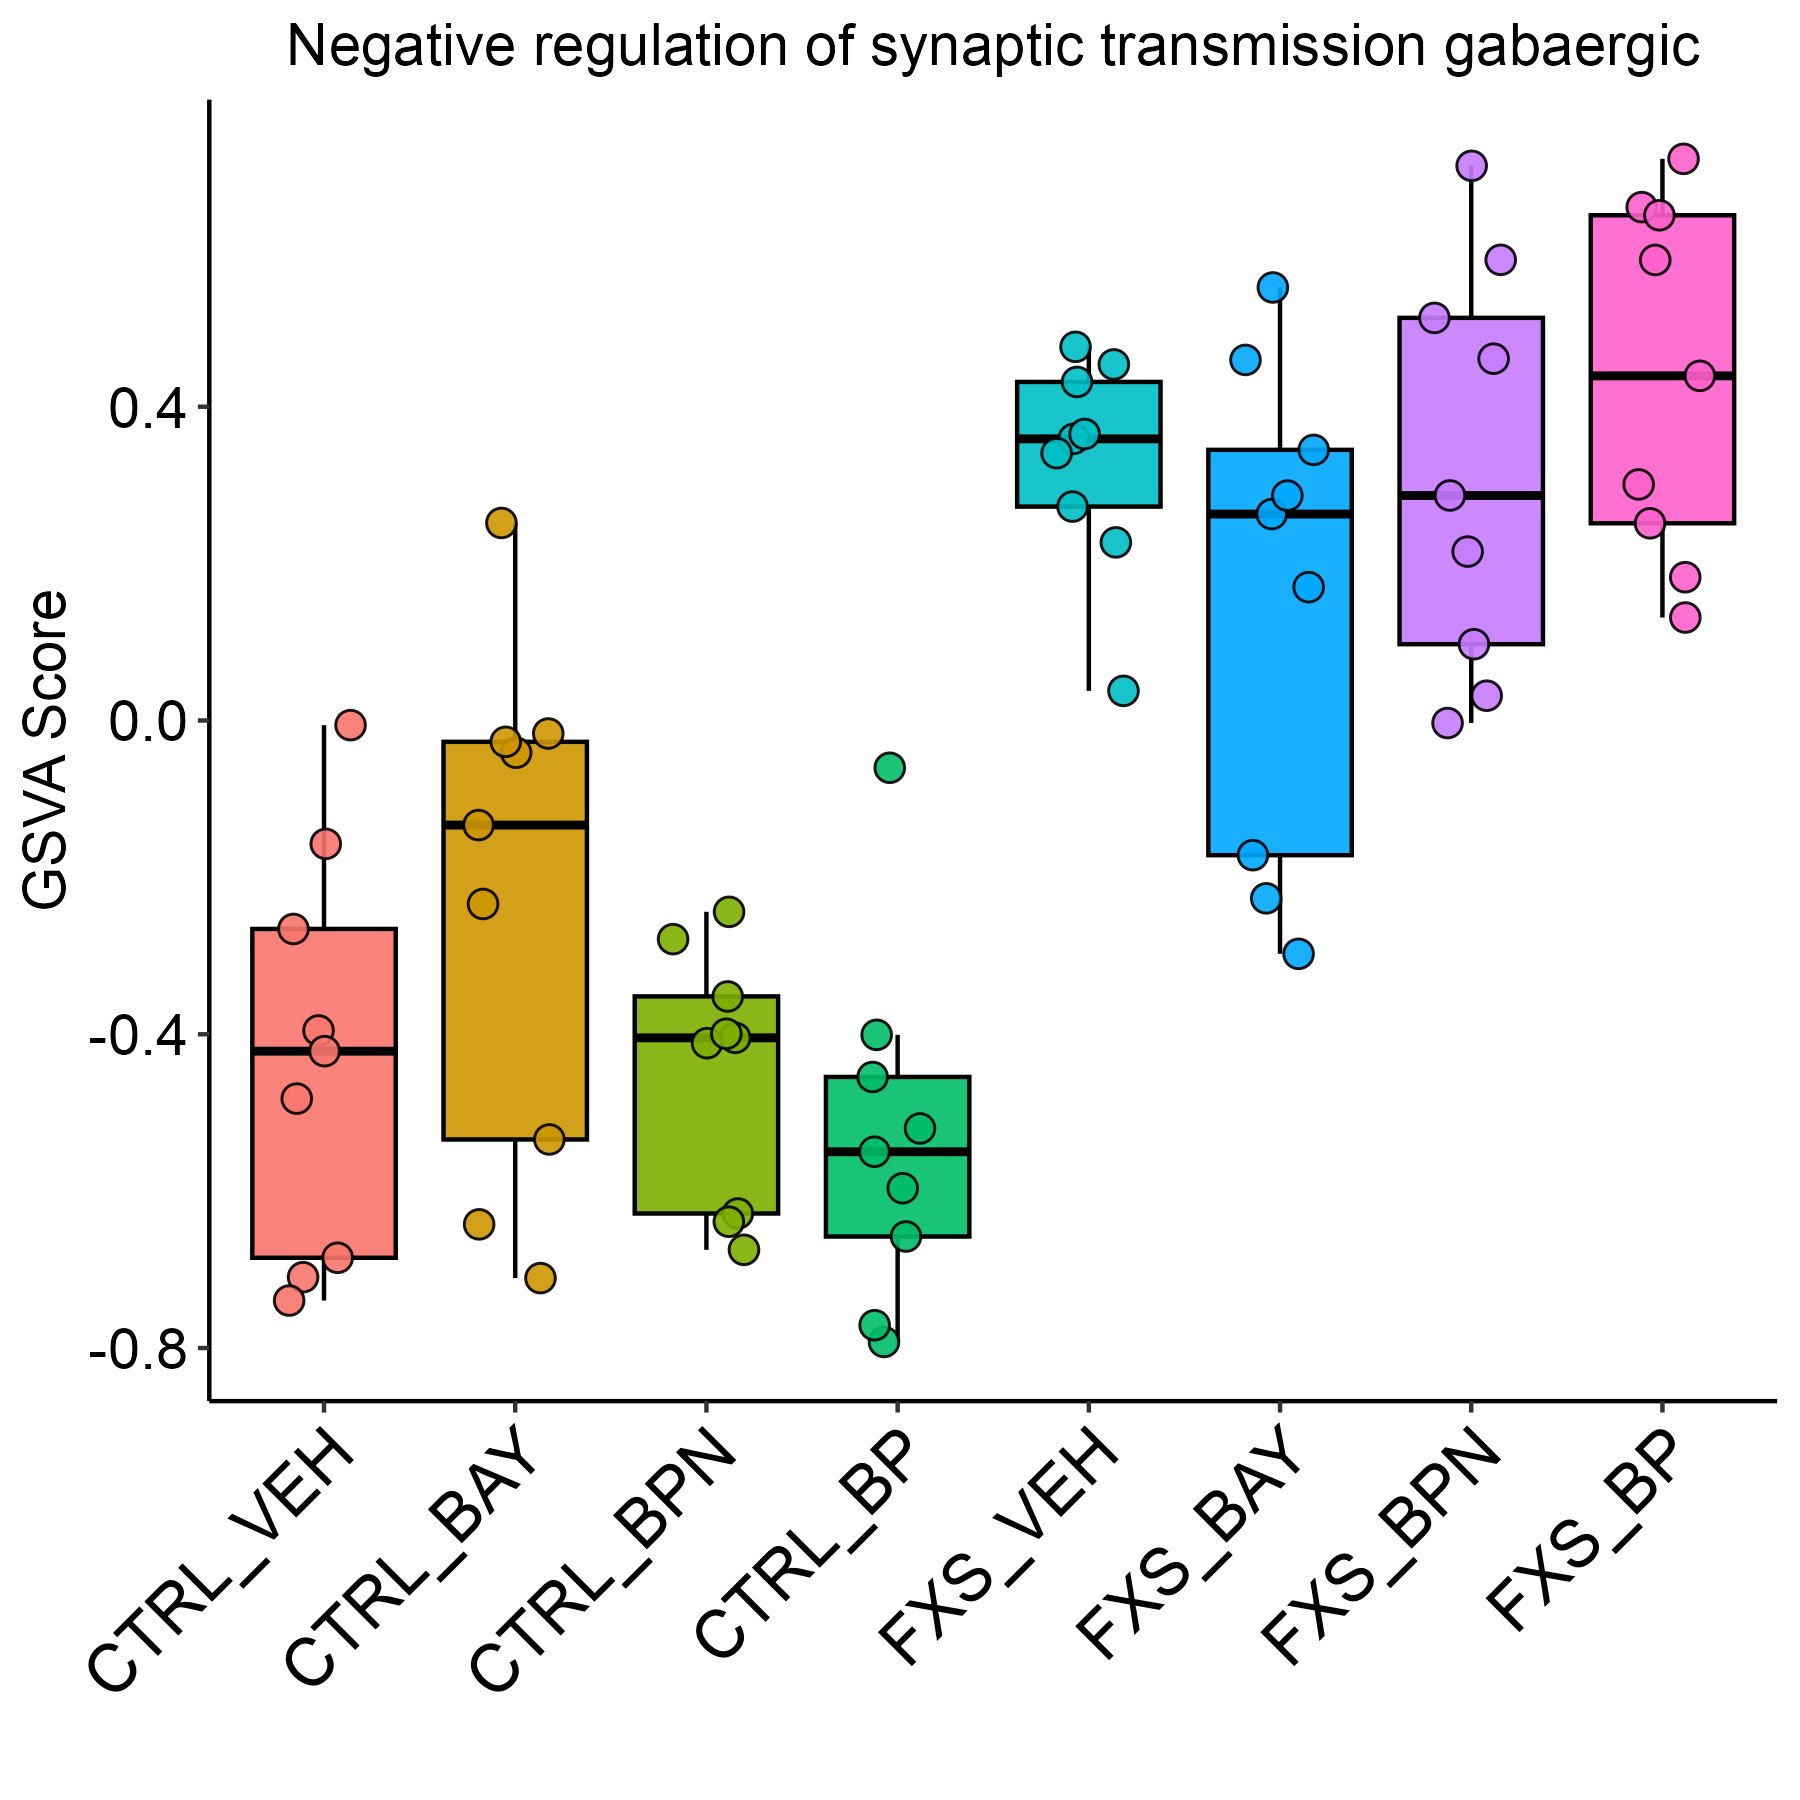 Negative regulation of synaptic transmission gabaergic
GSVA Score
0.4
0.0
-0.4
-0.8
CTRL_VEH
CTRL_BAY
CTRL_BPN
CTRL_BP
FXS_VEH
FXS_BAY
FXS_BPN
FXS_BP